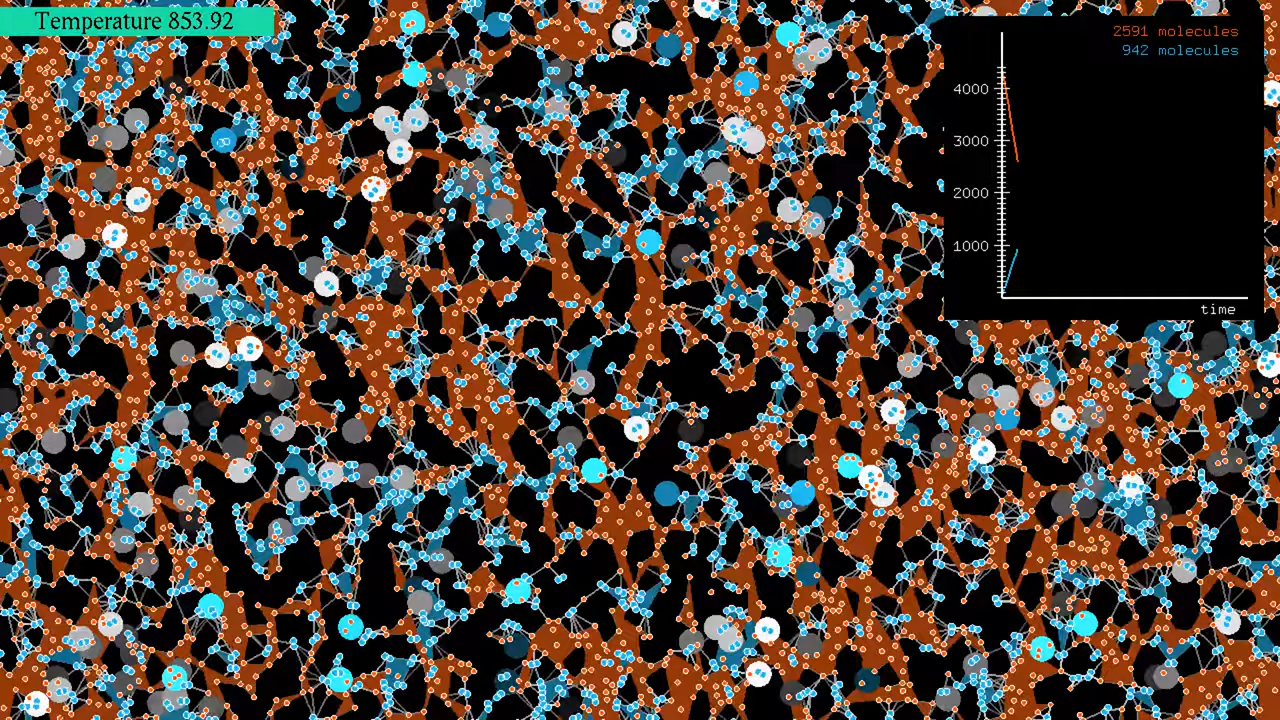 Temperature 853.92
2591 molecules
942 molecules
4000
3000
2000
1000
time